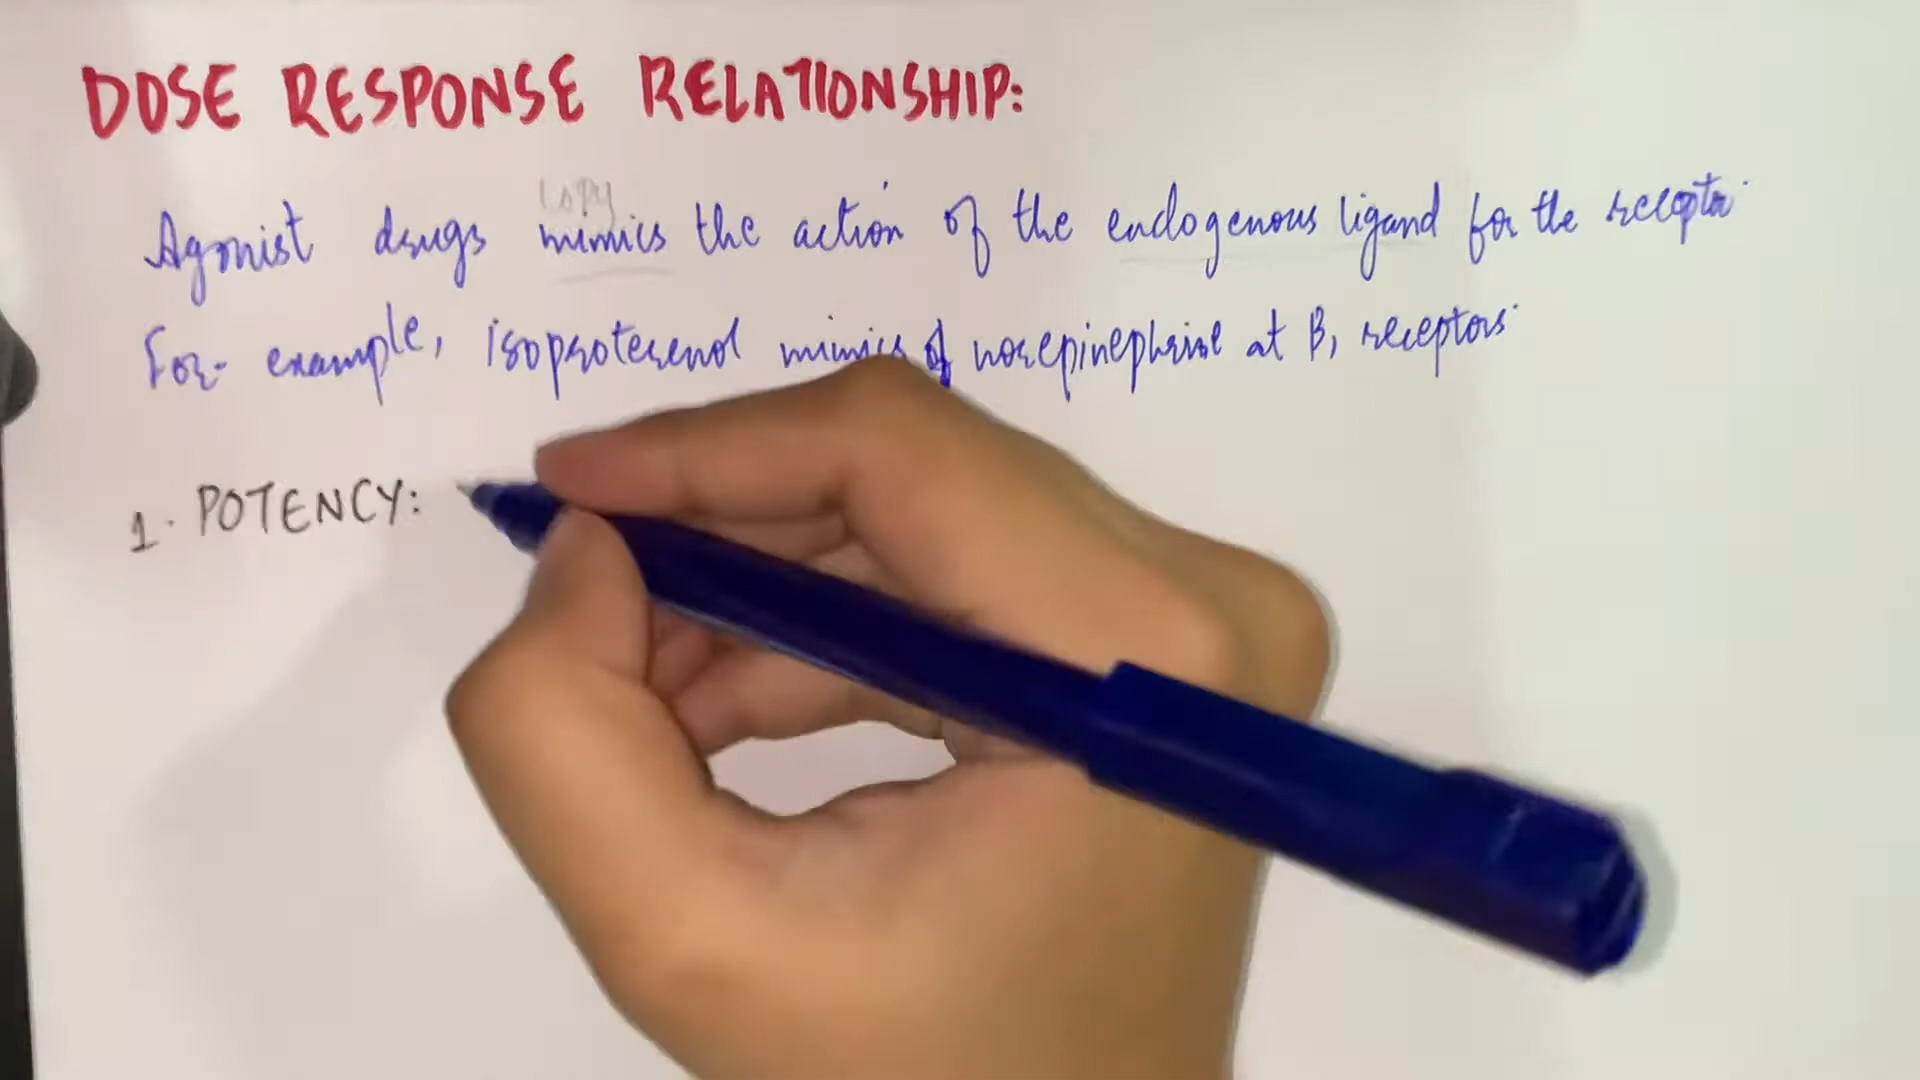 DOSE RESPONSE RELATIONSHIP:
copy
Agonist drugs mimics the action of the endogenous ligand for the receptor.
For example, isoproterenol mimics of norepinephrine at β₁ receptors.
1. POTENCY: